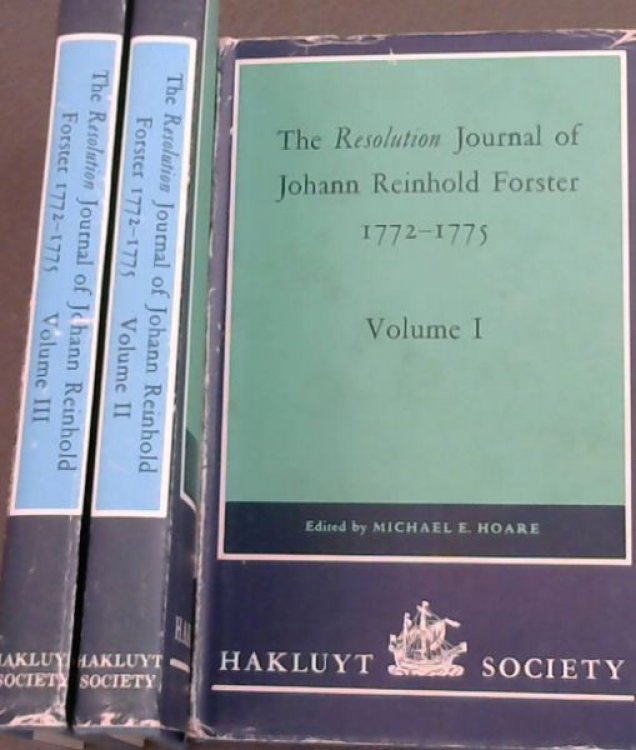 The Resolution Journal of Johann Reinhold
Forster 1772–1775 Volume III
HAKLUYT
SOCIETY
The Resolution Journal of Johann Reinhold
Forster 1772–1775 Volume II
HAKLUYT
SOCIETY
The Resolution Journal of
Johann Reinhold Forster
1772–1775
Volume I
Edited by MICHAEL E. HOARE
HAKLUYT SOCIETY